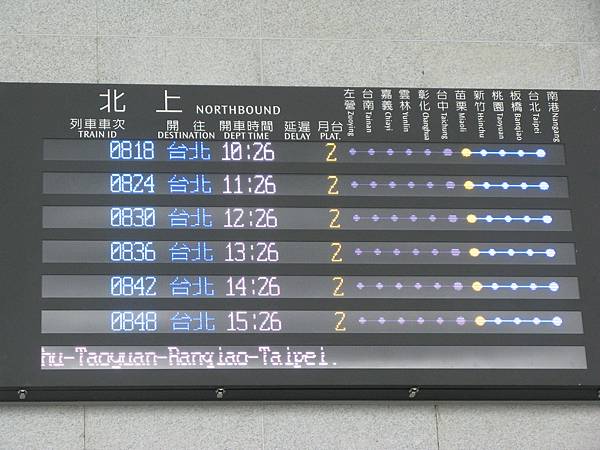 北 上 NORTHBOUND
左營 台南 嘉義 雲林 彰化 台中 苗栗 新竹 桃園 板橋 台北 南港
Zuoying Tainan Chiayi Yunlin Changhua Taichung Miaoli Hsinchu Taoyuan Banqiao Taipei Nangang
列車車次 開 往 開車時間 延遲 月台
TRAIN ID DESTINATION DEPT TIME DELAY PLAT.
0818 台北 10:26 2
0824 台北 11:26 2
0830 台北 12:26 2
0836 台北 13:26 2
0842 台北 14:26 2
0848 台北 15:26 2
hu-Taoyuan-Banqiao-Taipei.